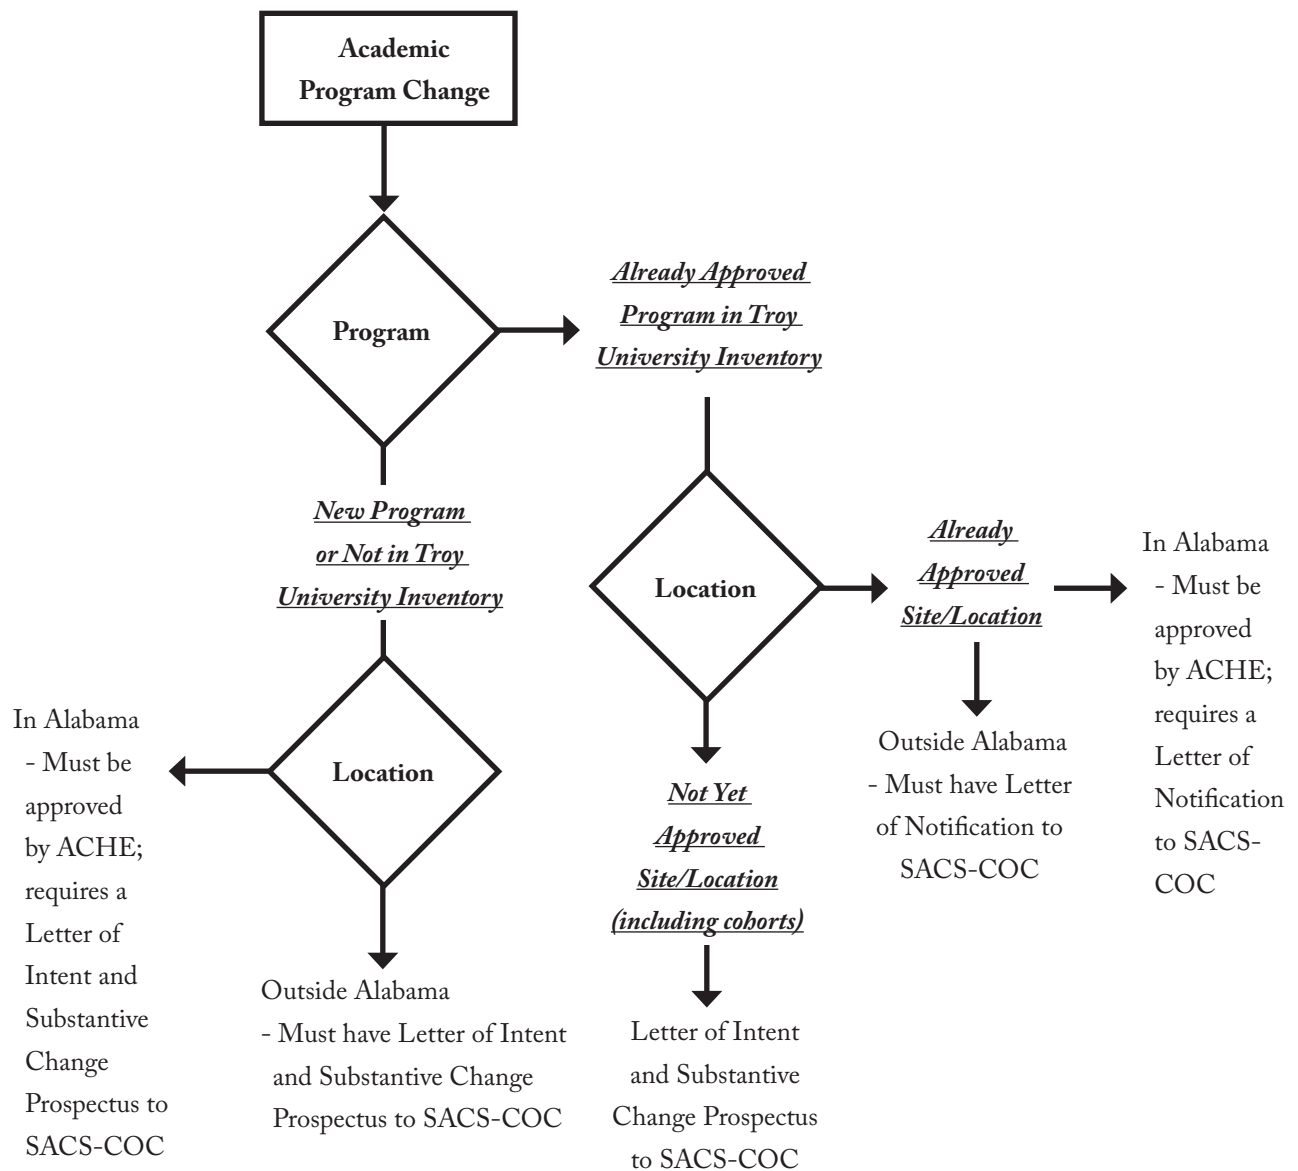 Academic
Program Change
Program
Already Approved
Program in Troy
University Inventory
New Program
or Not in Troy
University Inventory
Location
Already
Approved
Site/Location
In Alabama
- Must be
approved
by ACHE;
requires a
Letter of
Notification
to SACS-
COC
Outside Alabama
- Must have Letter
of Notification to
SACS-COC
Not Yet
Approved
Site/Location
(including cohorts)
Letter of Intent
and Substantive
Change Prospectus
to SACS-COC
Location
In Alabama
- Must be
approved
by ACHE;
requires a
Letter of
Intent and
Substantive
Change
Prospectus to
SACS-COC
Outside Alabama
- Must have Letter of Intent
and Substantive Change
Prospectus to SACS-COC